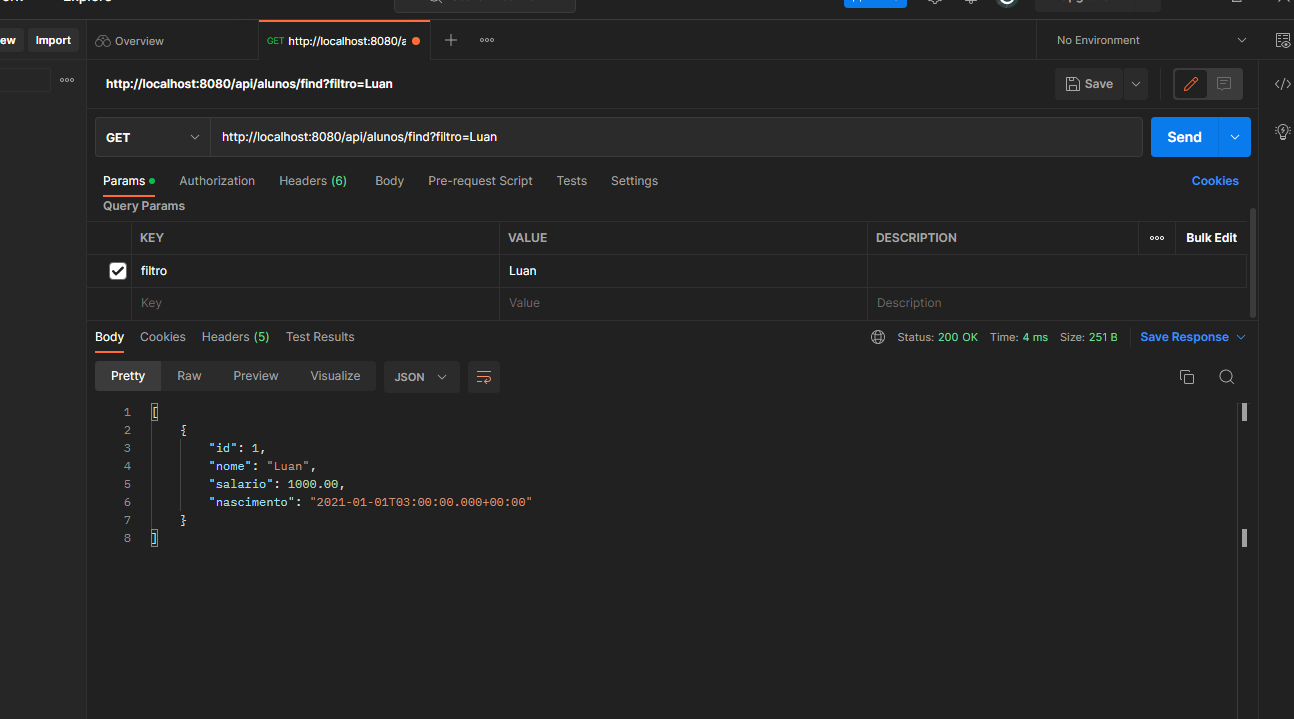 ew Import Overview GET http://localhost:8080/a No Environment
http://localhost:8080/api/alunos/find?filtro=Luan Save
GET http://localhost:8080/api/alunos/find?filtro=Luan Send
Params Authorization Headers (6) Body Pre-request Script Tests Settings Cookies
Query Params
KEY VALUE DESCRIPTION Bulk Edit
filtro Luan
Key Value Description
Body Cookies Headers (5) Test Results Status: 200 OK Time: 4 ms Size: 251 B Save Response
Pretty Raw Preview Visualize JSON
1 [
2 {
3 "id": 1,
4 "nome": "Luan",
5 "salario": 1000.00,
6 "nascimento": "2021-01-01T03:00:00.000+00:00"
7 }
8 ]